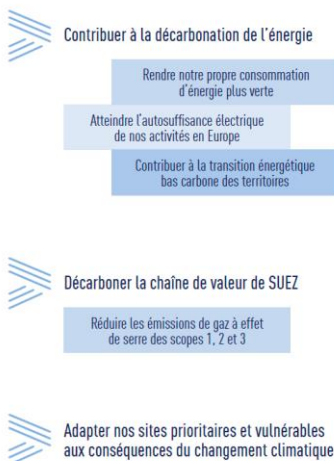 Contribuer à la décarbonation de l'énergie
Rendre notre propre consommation
d'énergie plus verte
Atteindre l'autosuffisance électrique
de nos activités en Europe
Contribuer à la transition énergétique
bas carbone des territoires
Décarboner la chaîne de valeur de SUEZ
Réduire les émissions de gaz à effet
de serre des scopes 1, 2 et 3
Adapter nos sites prioritaires et vulnérables
aux conséquences du changement climatique